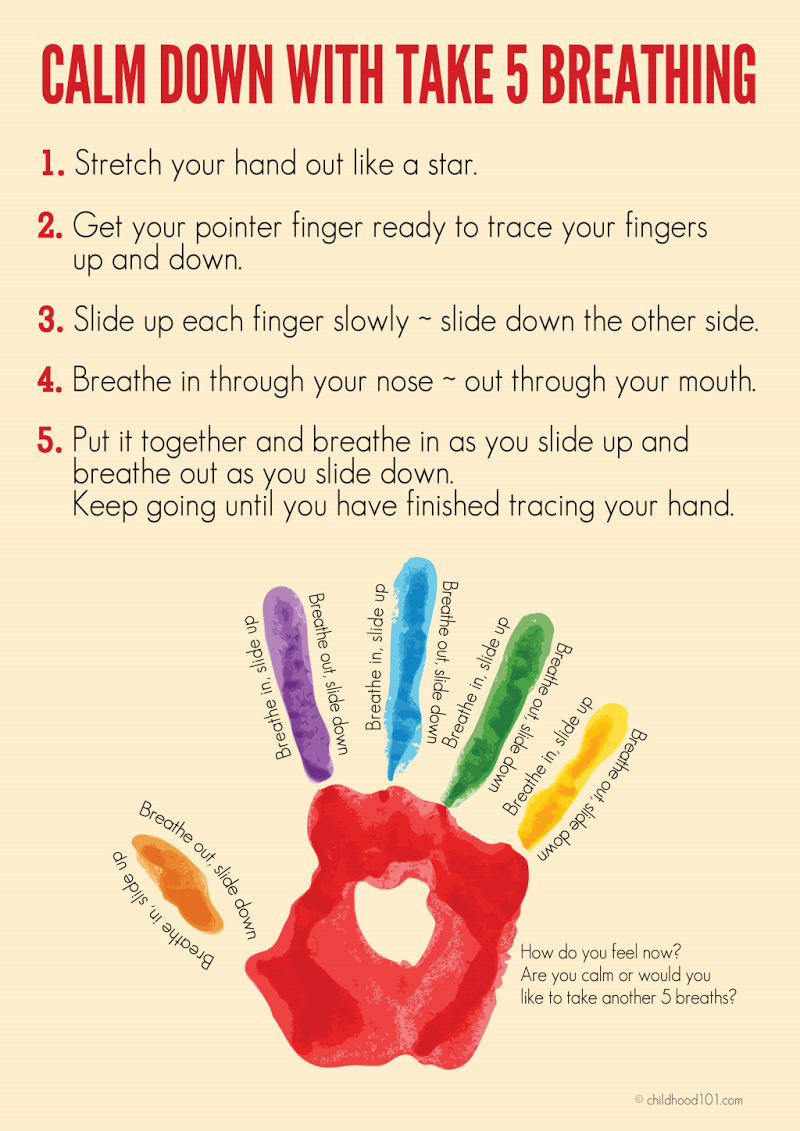 CALM DOWN WITH TAKE 5 BREATHING
1. Stretch your hand out like a star.
2. Get your pointer finger ready to trace your fingers
up and down.
3. Slide up each finger slowly ~ slide down the other side.
4. Breathe in through your nose ~ out through your mouth.
5. Put it together and breathe in as you slide up and
breathe out as you slide down.
Keep going until you have finished tracing your hand.
Breathe in, slide up
Breathe out, slide down
Breathe in, slide up
Breathe out, slide down
Breathe in, slide up
Breathe out, slide down
Breathe in, slide up
Breathe out, slide down
Breathe in, slide up
Breathe out, slide down
How do you feel now?
Are you calm or would you
like to take another 5 breaths?
© childhood101.com